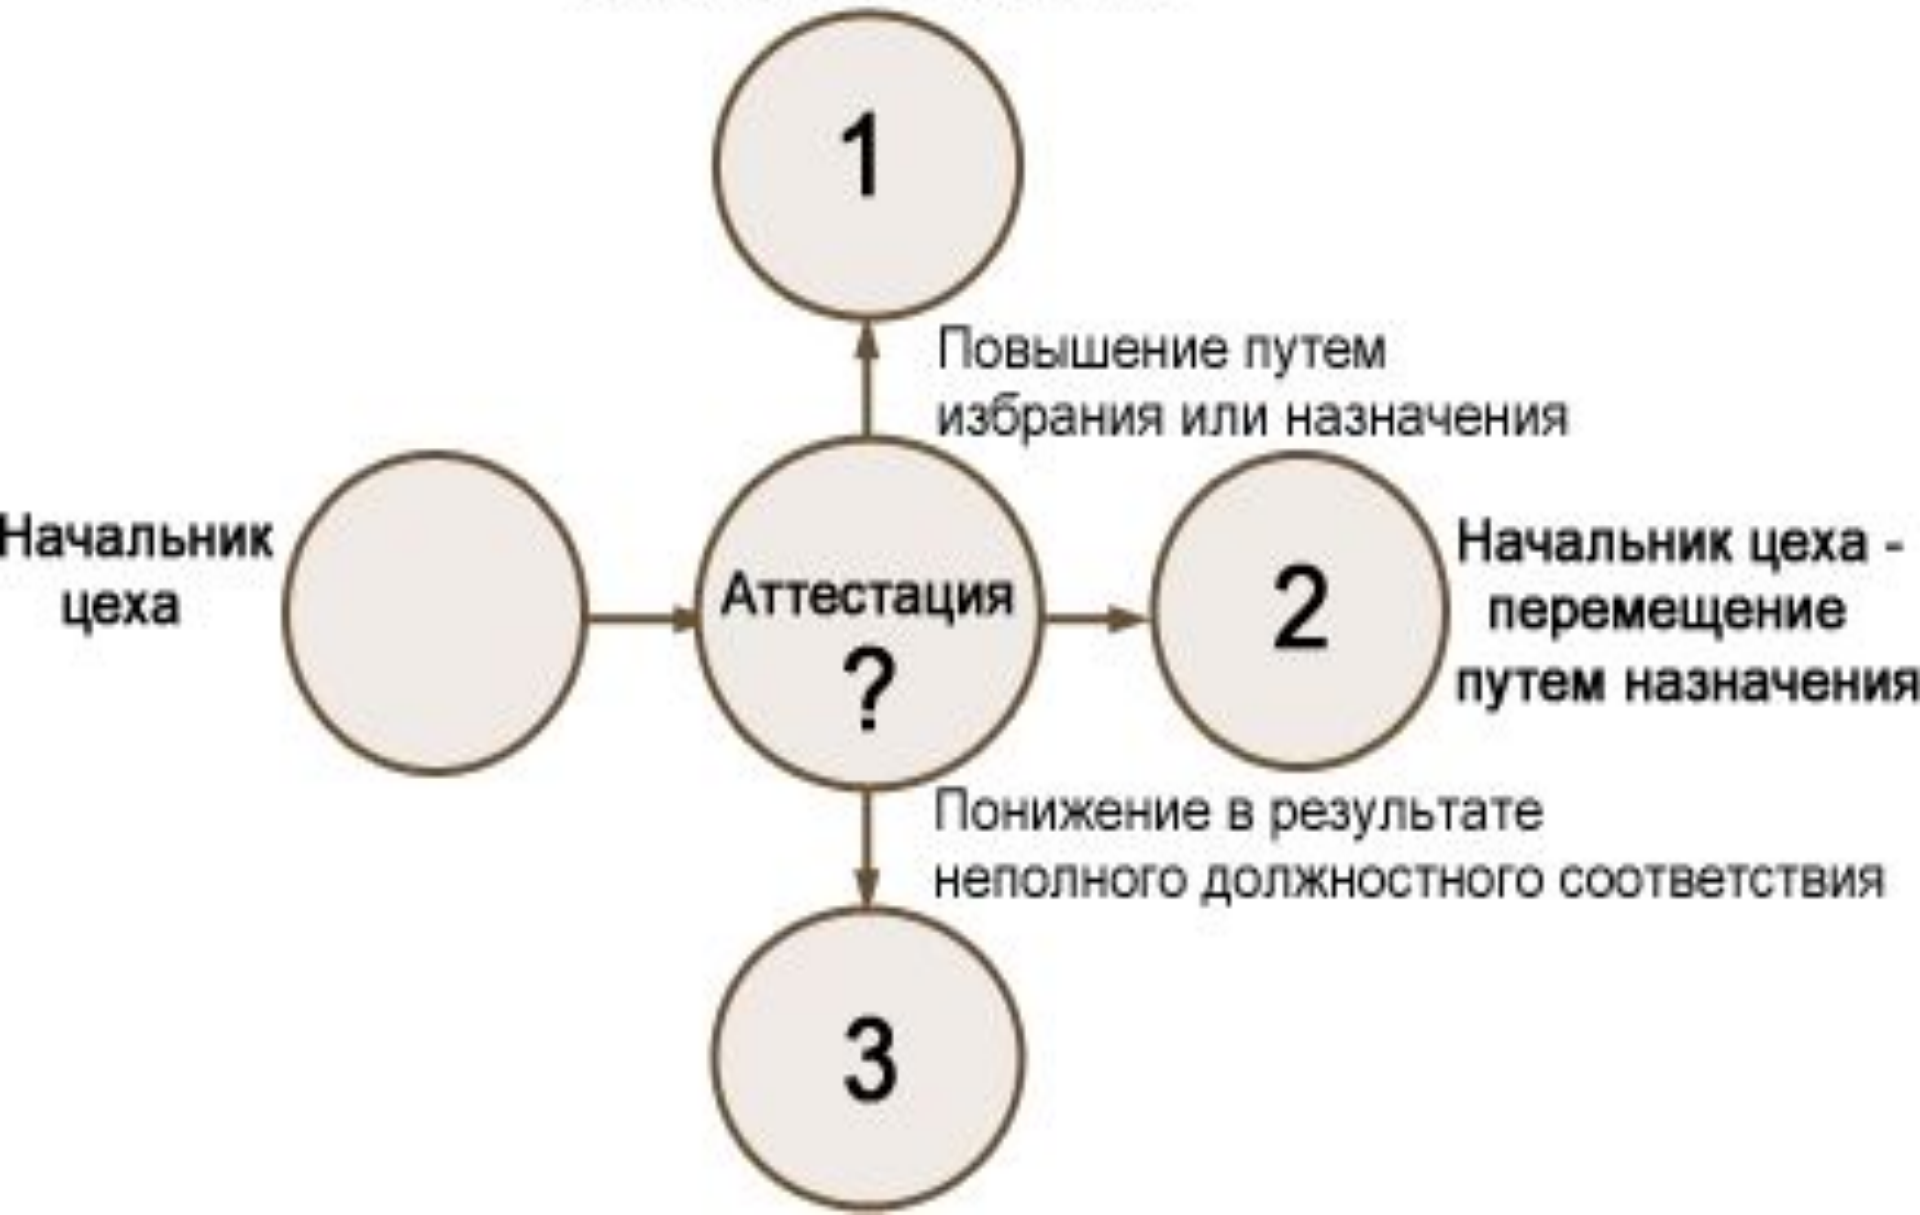 1
Повышение путем
избрания или назначения
Начальник
цеха
Аттестация
?
2
Начальник цеха -
перемещение
путем назначения
Понижение в результате
неполного должностного соответствия
3